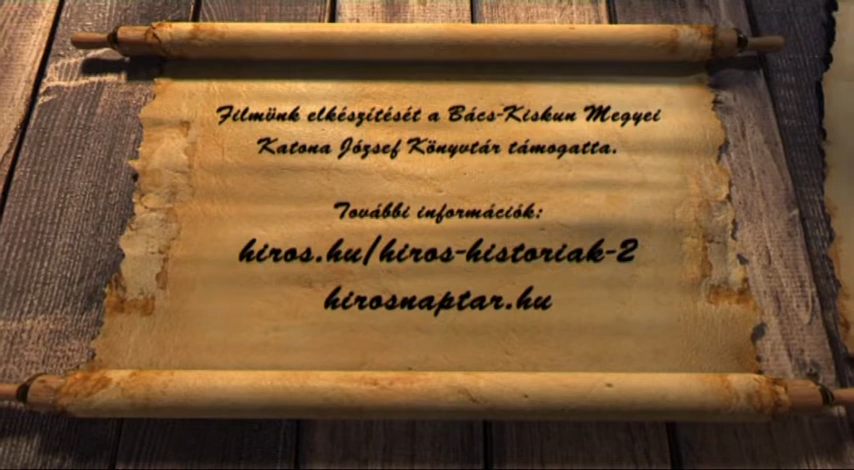 Filmünk elkészítését a Bács-Kiskun Megyei
Katona József Könyvtár támogatta.
További információk:
hiros.hu/hiros-historiak-2
hirosnaptar.hu